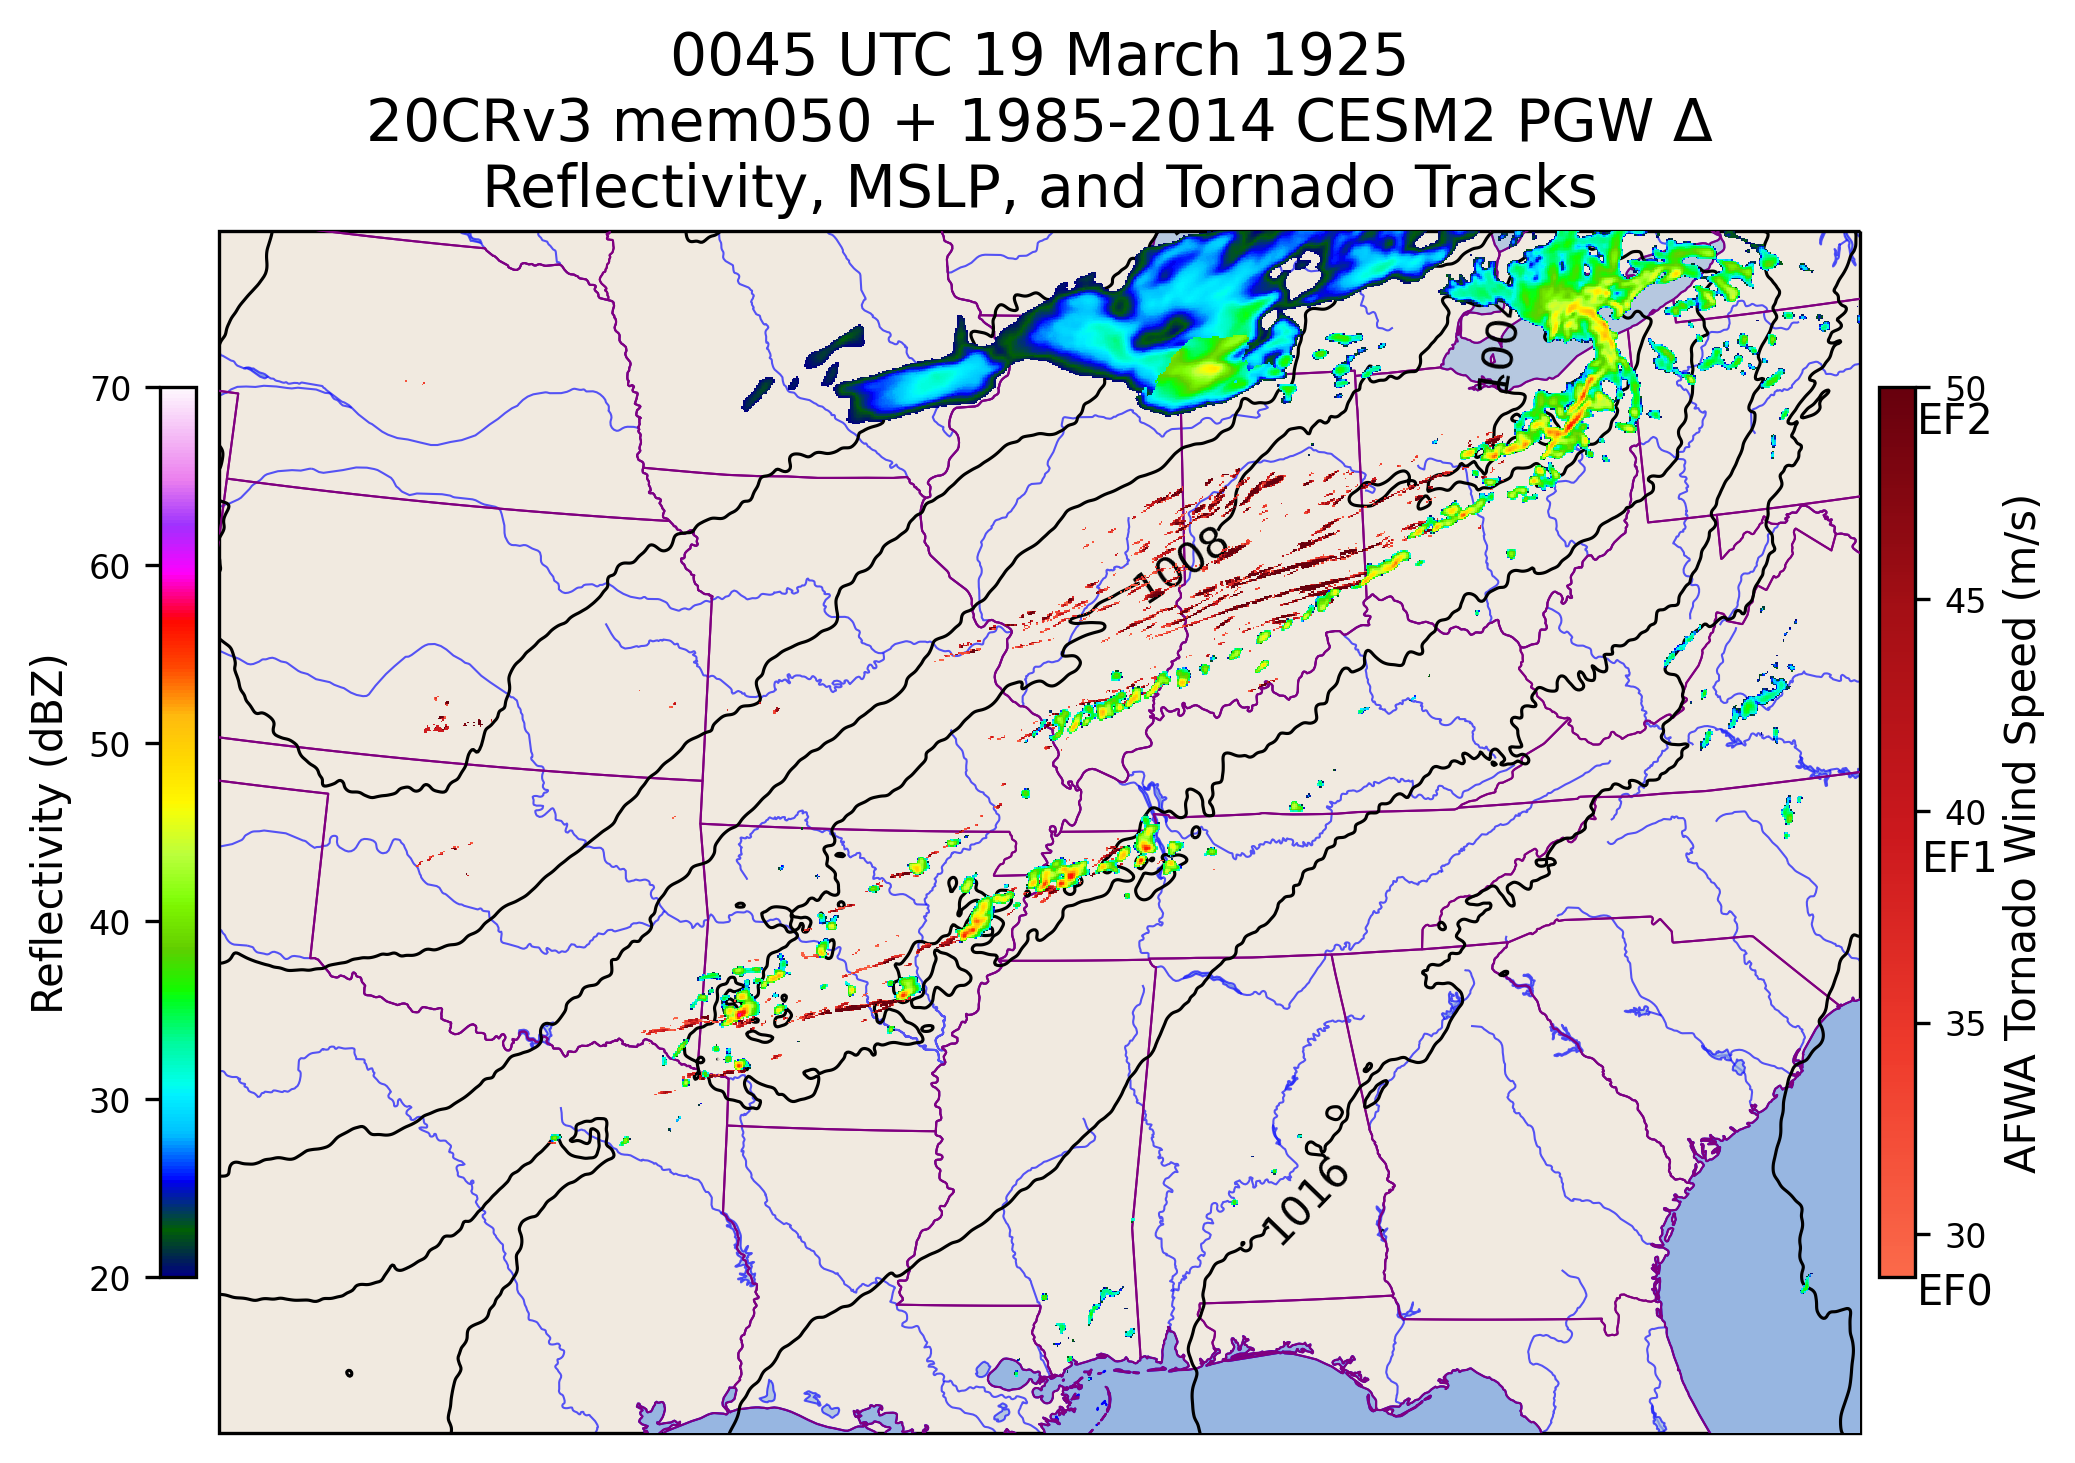 0045 UTC 19 March 1925
20CRv3 mem050 + 1985-2014 CESM2 PGW Δ
Reflectivity, MSLP, and Tornado Tracks
Reflectivity (dBZ)
70
60
50
40
30
20
1008
1016
50
EF2
45
40
EF1
35
30
EF0
AFWA Tornado Wind Speed (m/s)